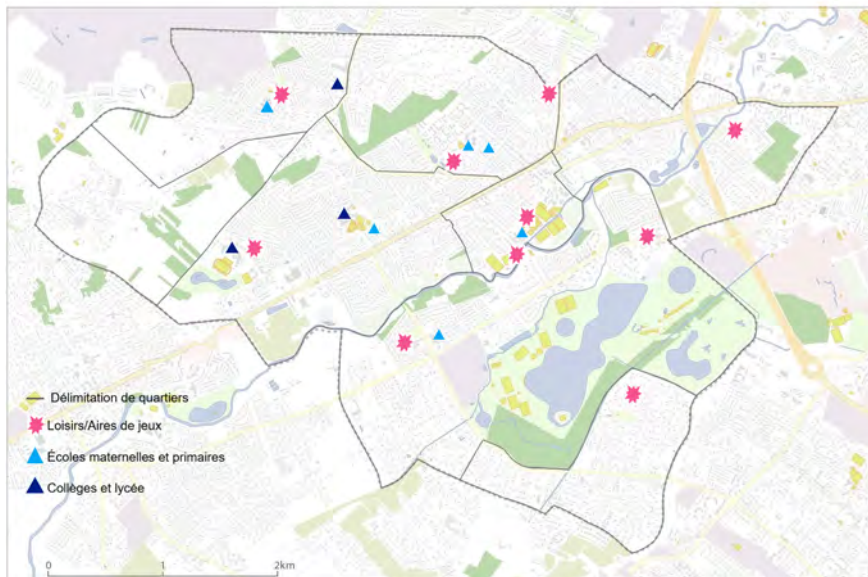 Délimitation de quartiers
Loisirs/Aires de jeux
Écoles maternelles et primaires
Collèges et lycée
0 1 2km